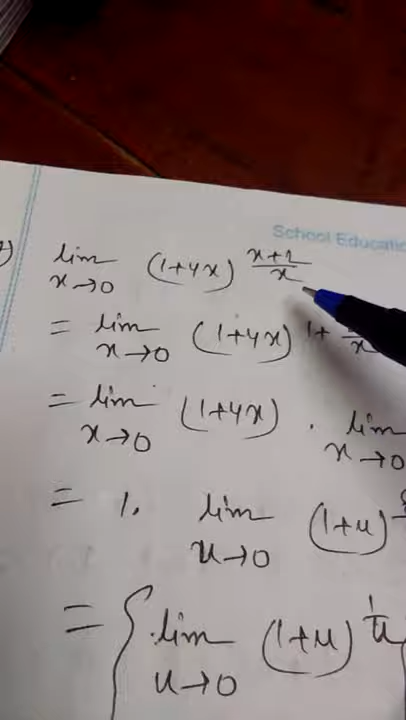 School Educatio
lim x→0 (1+4x)^(x+2)/x
= lim x→0 (1+4x)^1+
= lim x→0 (1+4x) . lim x→0
= 1. lim u→0 (1+u)
= { lim u→0 (1+u)^1/u